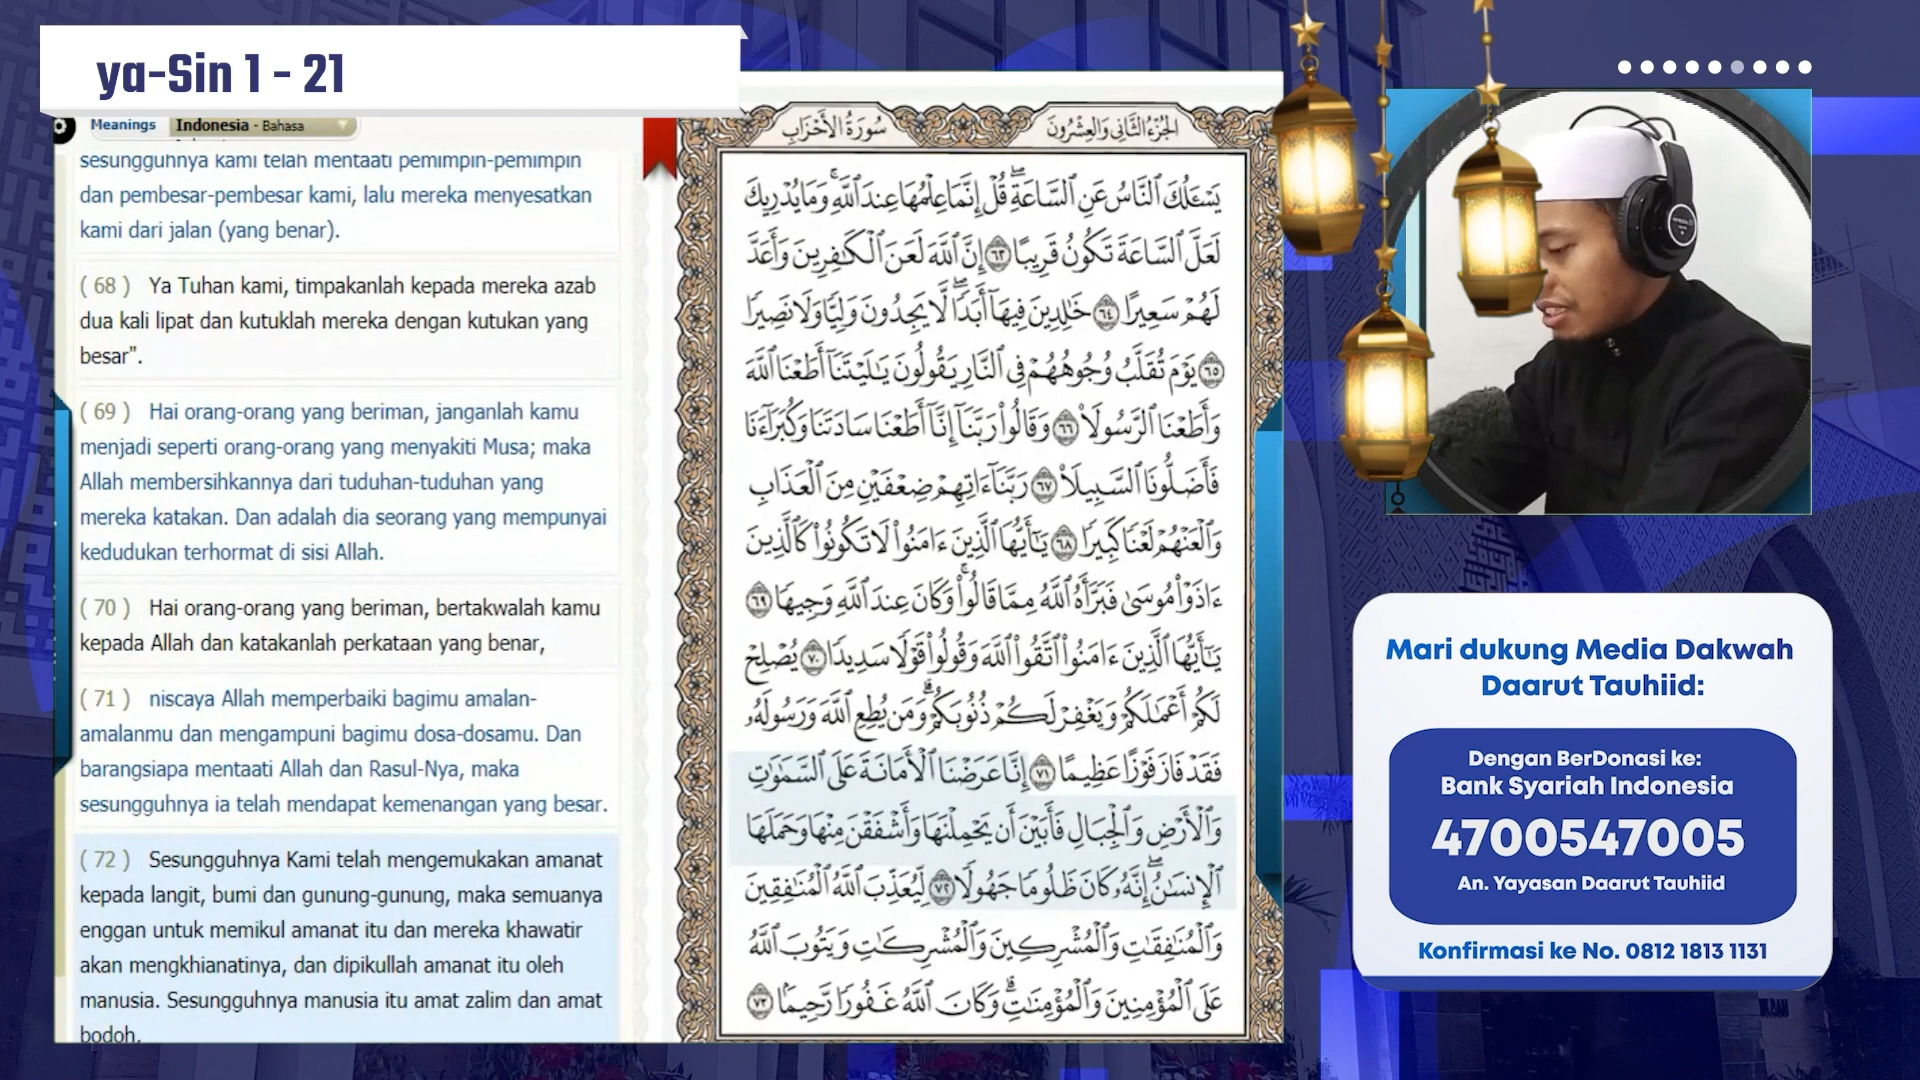 ya-Sin 1 - 21
Meanings Indonesia - Bahasa
sesungguhnya kami telah mentaati pemimpin-pemimpin
dan pembesar-pembesar kami, lalu mereka menyesatkan
kami dari jalan (yang benar).
( 68 ) Ya Tuhan kami, timpakanlah kepada mereka azab
dua kali lipat dan kutuklah mereka dengan kutukan yang
besar".
( 69 ) Hai orang-orang yang beriman, janganlah kamu
menjadi seperti orang-orang yang menyakiti Musa; maka
Allah membersihkannya dari tuduhan-tuduhan yang
mereka katakan. Dan adalah dia seorang yang mempunyai
kedudukan terhormat di sisi Allah.
( 70 ) Hai orang-orang yang beriman, bertakwalah kamu
kepada Allah dan katakanlah perkataan yang benar,
( 71 ) niscaya Allah memperbaiki bagimu amalan-
amalanmu dan mengampuni bagimu dosa-dosamu. Dan
barangsiapa mentaati Allah dan Rasul-Nya, maka
sesungguhnya ia telah mendapat kemenangan yang besar.
( 72 ) Sesungguhnya Kami telah mengemukakan amanat
kepada langit, bumi dan gunung-gunung, maka semuanya
enggan untuk memikul amanat itu dan mereka khawatir
akan mengkhianatinya, dan dipikullah amanat itu oleh
manusia. Sesungguhnya manusia itu amat zalim dan amat
bodoh.
الجزء الثاني والعشرون سورة الأحزاب
يَسْـَٔلُكَ ٱلنَّاسُ عَنِ ٱلسَّاعَةِۖ قُلْ إِنَّمَا عِلْمُهَا عِندَ ٱللَّهِۚ وَمَا يُدْرِيكَ
لَعَلَّ ٱلسَّاعَةَ تَكُونُ قَرِيبًا ٦٣ إِنَّ ٱللَّهَ لَعَنَ ٱلْكَٰفِرِينَ وَأَعَدَّ
لَهُمْ سَعِيرًا ٦٤ خَٰلِدِينَ فِيهَآ أَبَدًاۖ لَّا يَجِدُونَ وَلِيًّا وَلَا نَصِيرًا
٦٥ يَوْمَ تُقَلَّبُ وُجُوهُهُمْ فِى ٱلنَّارِ يَقُولُونَ يَٰلَيْتَنَآ أَطَعْنَا ٱللَّهَ
وَأَطَعْنَا ٱلرَّسُولَا۠ ٦٦ وَقَالُوا۟ رَبَّنَآ إِنَّآ أَطَعْنَا سَادَتَنَا وَكُبَرَآءَنَا
فَأَضَلُّونَا ٱلسَّبِيلَا۠ ٦٧ رَبَّنَآ ءَاتِهِمْ ضِعْفَيْنِ مِنَ ٱلْعَذَابِ
وَٱلْعَنْهُمْ لَعْنًا كَبِيرًا ٦٨ يَٰٓأَيُّهَا ٱلَّذِينَ ءَامَنُوا۟ لَا تَكُونُوا۟ كَٱلَّذِينَ
ءَاذَوْا۟ مُوسَىٰ فَبَرَّأَهُ ٱللَّهُ مِمَّا قَالُوا۟ۚ وَكَانَ عِندَ ٱللَّهِ وَجِيهًا ٦٩
يَٰٓأَيُّهَا ٱلَّذِينَ ءَامَنُوا۟ ٱتَّقُوا۟ ٱللَّهَ وَقُولُوا۟ قَوْلًا سَدِيدًا ٧٠ يُصْلِحْ
لَكُمْ أَعْمَٰلَكُمْ وَيَغْفِرْ لَكُمْ ذُنُوبَكُمْۗ وَمَن يُطِعِ ٱللَّهَ وَرَسُولَهُۥ
فَقَدْ فَازَ فَوْزًا عَظِيمًا ٧١ إِنَّا عَرَضْنَا ٱلْأَمَانَةَ عَلَى ٱلسَّمَٰوَٰتِ
وَٱلْأَرْضِ وَٱلْجِبَالِ فَأَبَيْنَ أَن يَحْمِلْنَهَا وَأَشْفَقْنَ مِنْهَا وَحَمَلَهَا
ٱلْإِنسَٰنُۖ إِنَّهُۥ كَانَ ظَلُومًا جَهُولًا ٧٢ لِّيُعَذِّبَ ٱللَّهُ ٱلْمُنَٰفِقِينَ
وَٱلْمُنَٰفِقَٰتِ وَٱلْمُشْرِكِينَ وَٱلْمُشْرِكَٰتِ وَيَتُوبَ ٱللَّهُ
عَلَى ٱلْمُؤْمِنِينَ وَٱلْمُؤْمِنَٰتِۗ وَكَانَ ٱللَّهُ غَفُورًا رَّحِيمًا ٧٣
Mari dukung Media Dakwah
Daarut Tauhiid:
Dengan BerDonasi ke:
Bank Syariah Indonesia
4700547005
An. Yayasan Daarut Tauhiid
Konfirmasi ke No. 0812 1813 1131